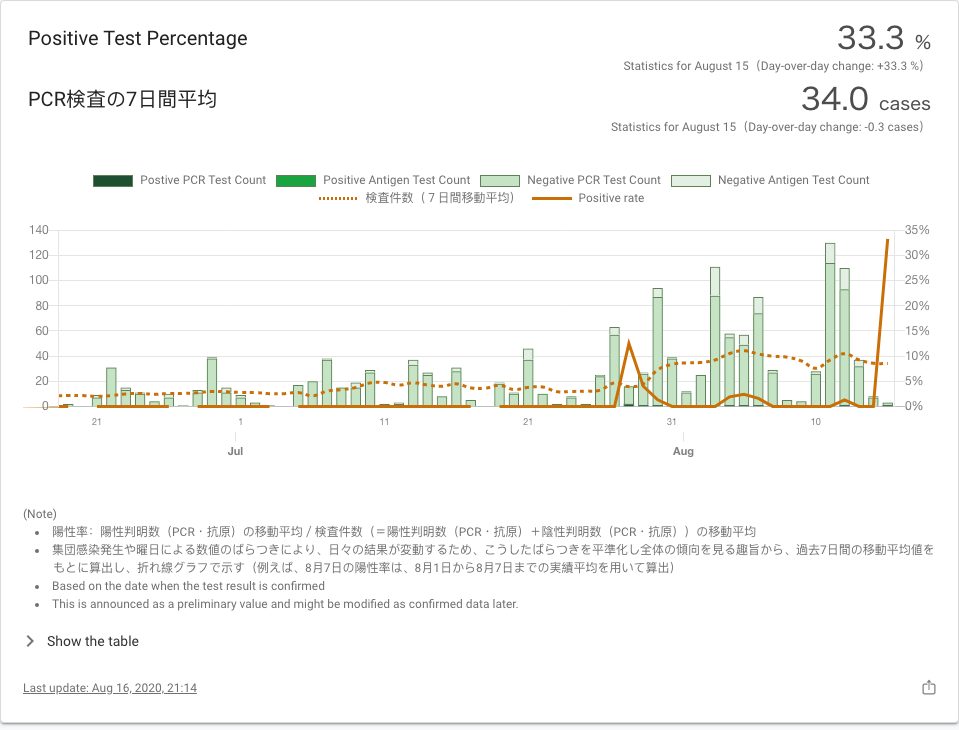 Positive Test Percentage
33.3 %
Statistics for August 15（Day-over-day change: +33.3 %）
PCR検査の7日間平均
34.0 cases
Statistics for August 15（Day-over-day change: -0.3 cases）
Postive PCR Test Count Positive Antigen Test Count Negative PCR Test Count Negative Antigen Test Count
検査件数（７日間移動平均） Positive rate
140 35%
120 30%
100 25%
80 20%
60 15%
40 10%
20 5%
0 0%
21 1 11 21 31 10
Jul Aug
(Note)
陽性率：陽性判明数（PCR・抗原）の移動平均 / 検査件数（＝陽性判明数（PCR・抗原）＋陰性判明数（PCR・抗原））の移動平均
集団感染発生や曜日による数値のばらつきにより、日々の結果が変動するため、こうしたばらつきを平準化し全体の傾向を見る趣旨から、過去7日間の移動平均値を
もとに算出し、折れ線グラフで示す（例えば、8月7日の陽性率は、8月1日から8月7日までの実績平均を用いて算出）
Based on the date when the test result is confirmed
This is announced as a preliminary value and might be modified as confirmed data later.
Show the table
Last update: Aug 16, 2020, 21:14